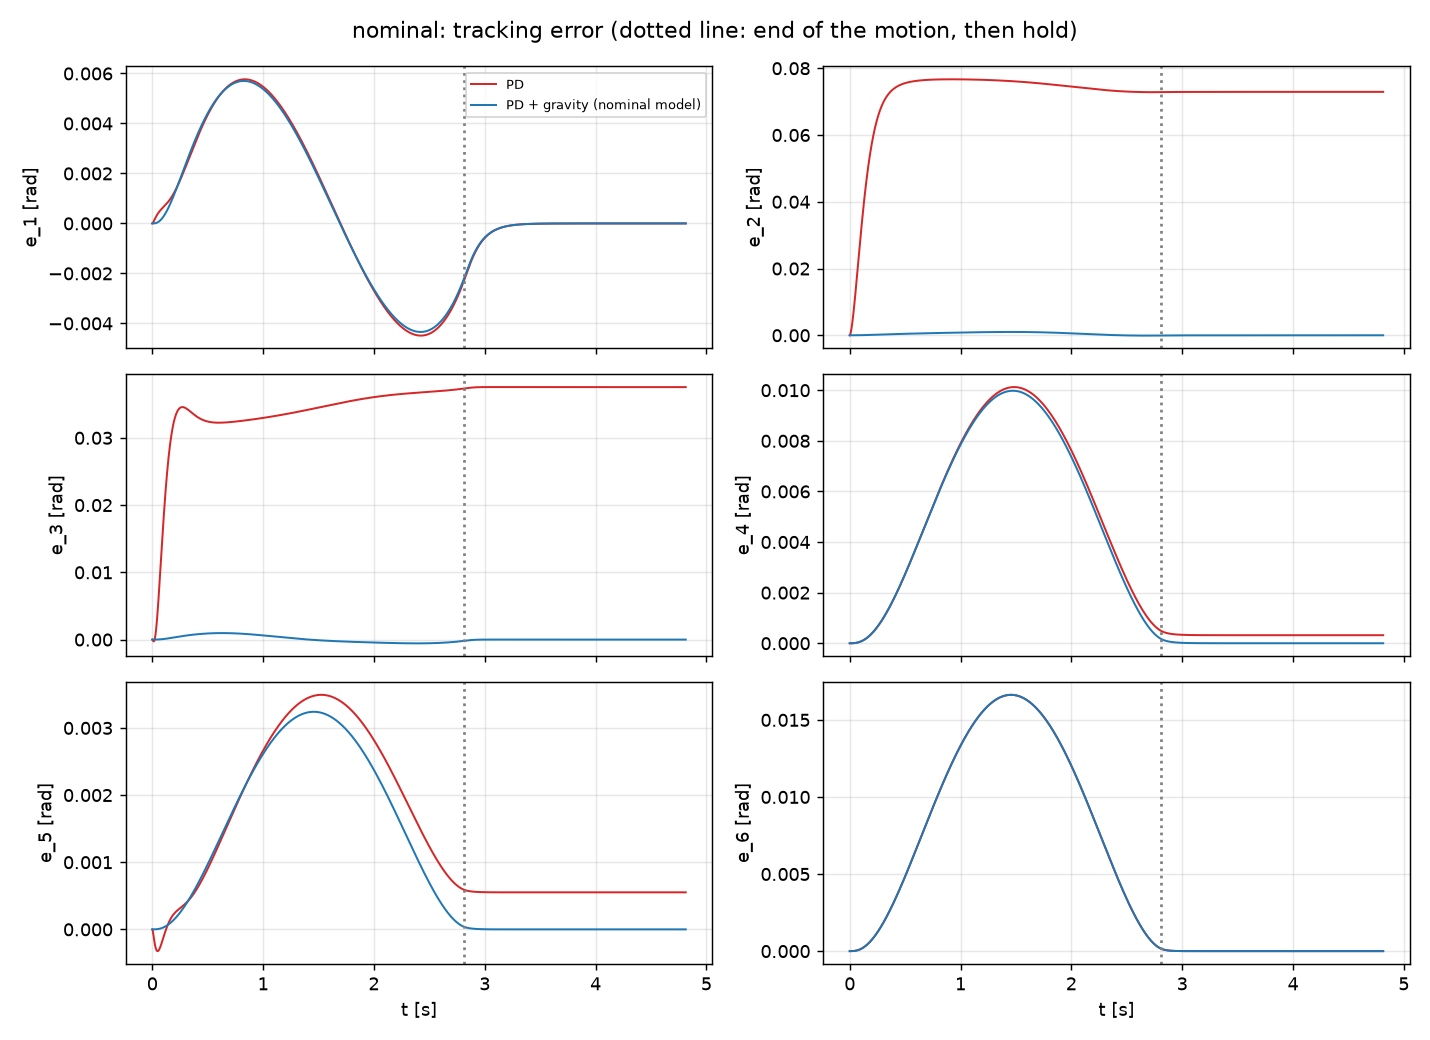 nominal: tracking error (dotted line: end of the motion, then hold)
0.006
0.004
0.002
0.000
−0.002
−0.004
e_1 [rad]
PD
PD + gravity (nominal model)
0.08
0.06
0.04
0.02
0.00
e_2 [rad]
0.03
0.02
0.01
0.00
e_3 [rad]
0.010
0.008
0.006
0.004
0.002
0.000
e_4 [rad]
0.003
0.002
0.001
0.000
e_5 [rad]
0 1 2 3 4 5
t [s]
0.015
0.010
0.005
0.000
e_6 [rad]
0 1 2 3 4 5
t [s]